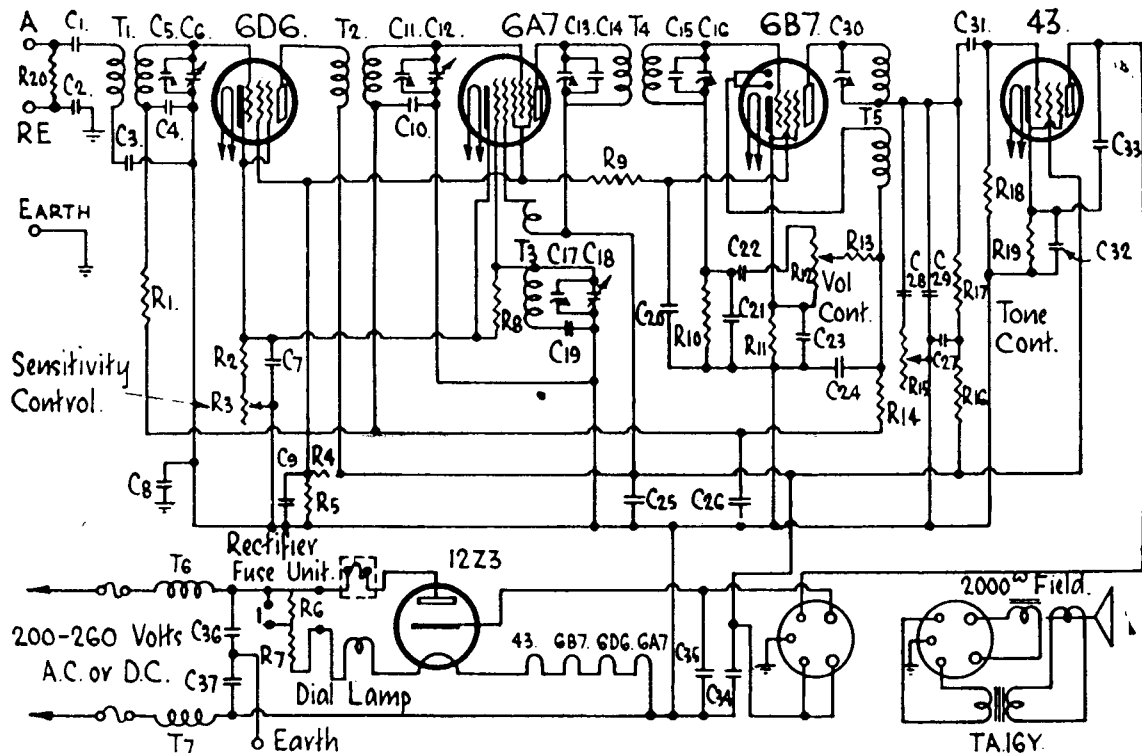 A C1. T1. C5. C6. 6D6. T2. C11. C12. 6A7 C13. C14 T4 C15 C16 6B7. C30 C31. 43.
R20 C2. C4. C10. T5 C33
RE C3. R9
EARTH R18
T3 C17 C18 C22 R12 R13 C28 C29 R19 C32
R1. R8 C20 C21 Vol Cont. R17 Tone Cont.
C19 R10 R11 C23 C27
R2 C7 C24 R15 R16
Sensitivity Control. R3 R14
C9 R4
C8 R5 C25 C26
Rectifier
Fuse Unit. 12Z3
T6 2000ω Field.
R6
200-260 Volts C36 43. 6B7. 6D6. 6A7 C35 C34
A.C. or D.C. R7
C37 Dial Lamp
T7 Earth TA.16Y.